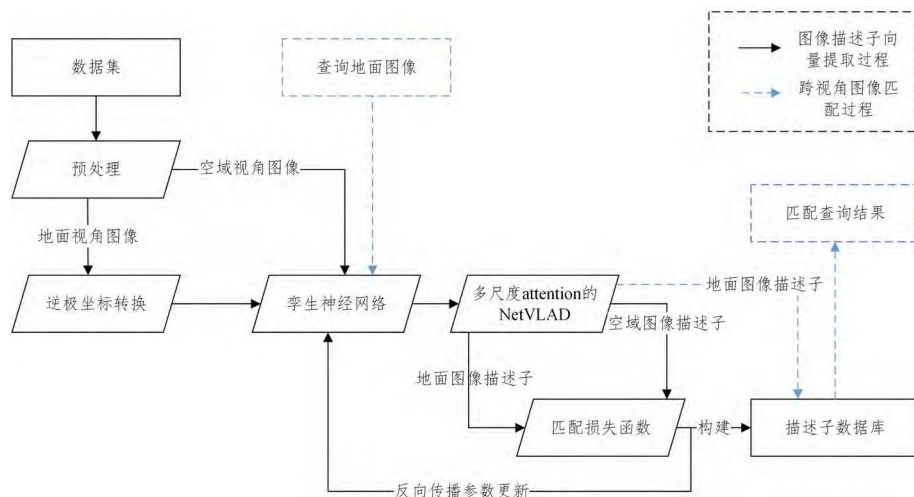 数据集
查询地面图像
图像描述子向
量提取过程
跨视角图像匹
配过程
预处理
空域视角图像
匹配查询结果
地面视角图像
逆极坐标转换
孪生神经网络
多尺度attention的
NetVLAD
地面图像描述子
空域图像描述子
地面图像描述子
匹配损失函数
构建
描述子数据库
反向传播参数更新